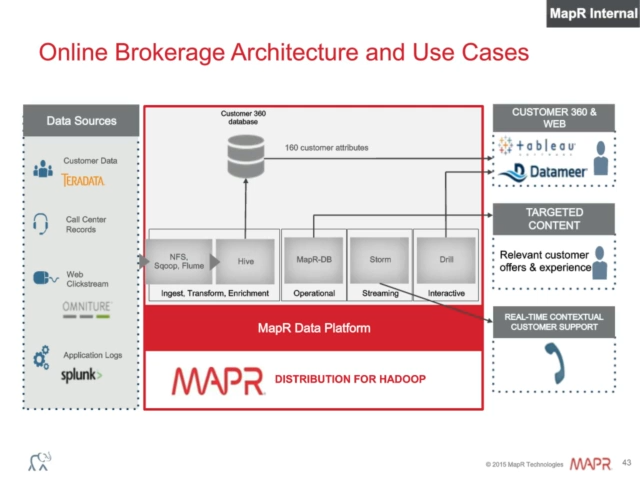 MapR Internal
Online Brokerage Architecture and Use Cases
Data Sources
Customer Data
TERADATA
Call Center
Records
Web
Clickstream
OMNITURE
Application Logs
splunk>
Customer 360
database
160 customer attributes
NFS,
Sqoop, Flume
Hive
MapR-DB
Storm
Drill
Ingest, Transform, Enrichment
Operational
Streaming
Interactive
MapR Data Platform
MAPR
DISTRIBUTION FOR HADOOP
CUSTOMER 360 &
WEB
+ableau
Datameer
TARGETED
CONTENT
Relevant customer
offers & experience
REAL-TIME CONTEXTUAL
CUSTOMER SUPPORT
© 2015 MapR Technologies
MAPR
43